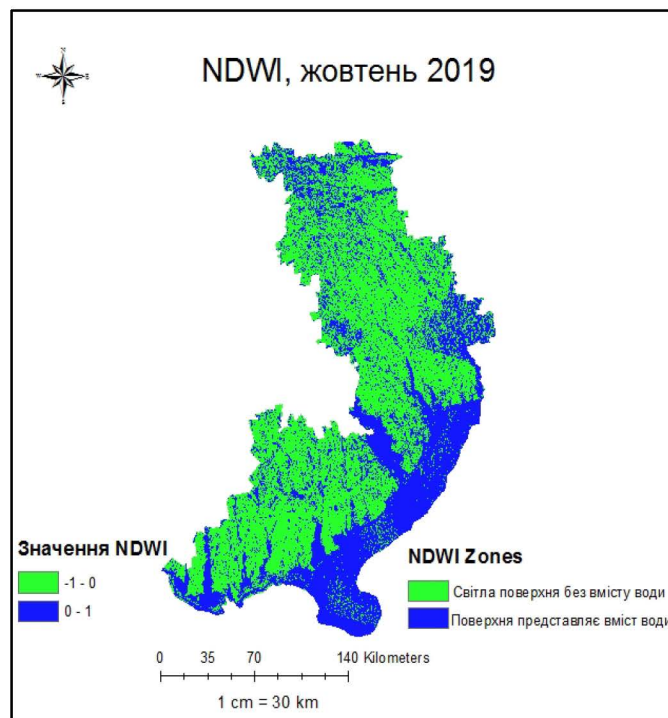 N
W E
S
NDWI, жовтень 2019
Значення NDWI
-1 - 0
0 - 1
NDWI Zones
Світла поверхня без вмісту води
Поверхня представляє вміст води
0 35 70 140 Kilometers
1 cm = 30 km